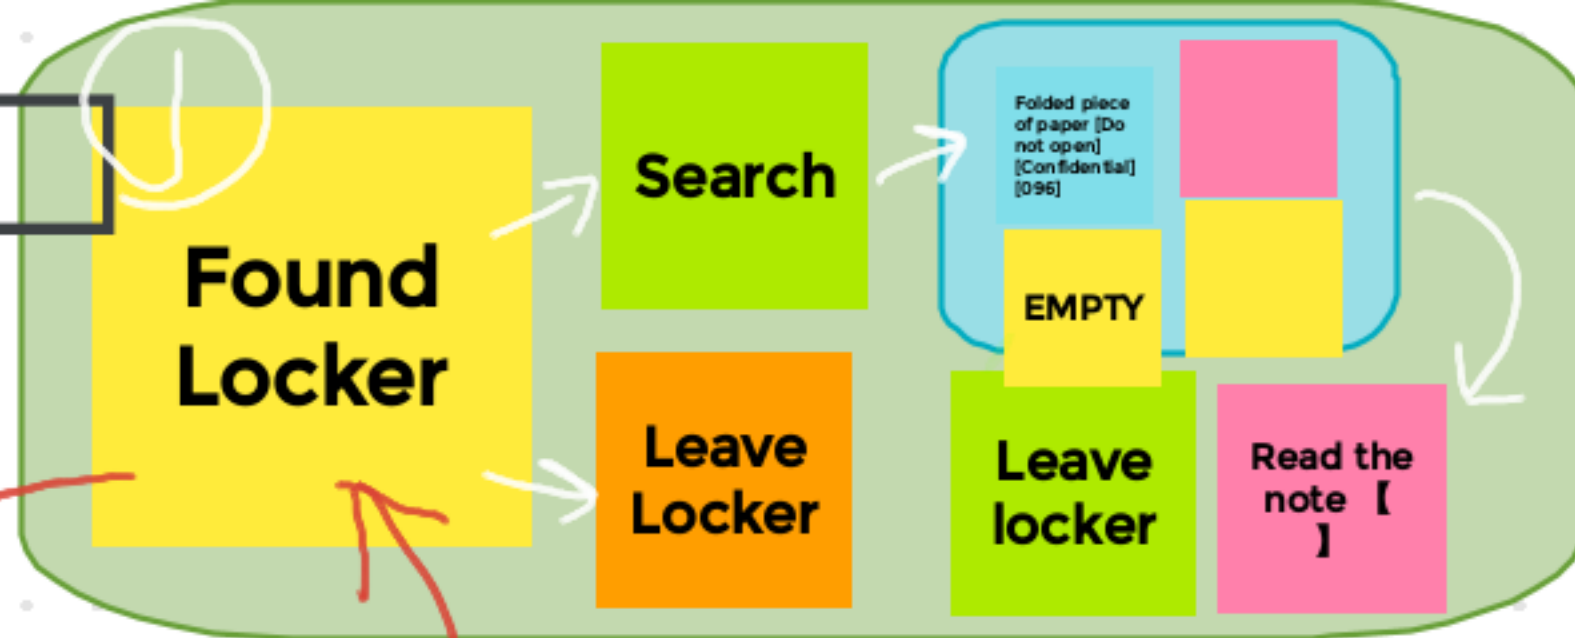 1
Found
Locker
Search
Leave
Locker
Folded piece
of paper [Do
not open]
[Confidential]
[096]
EMPTY
Leave
locker
Read the
note 【
】